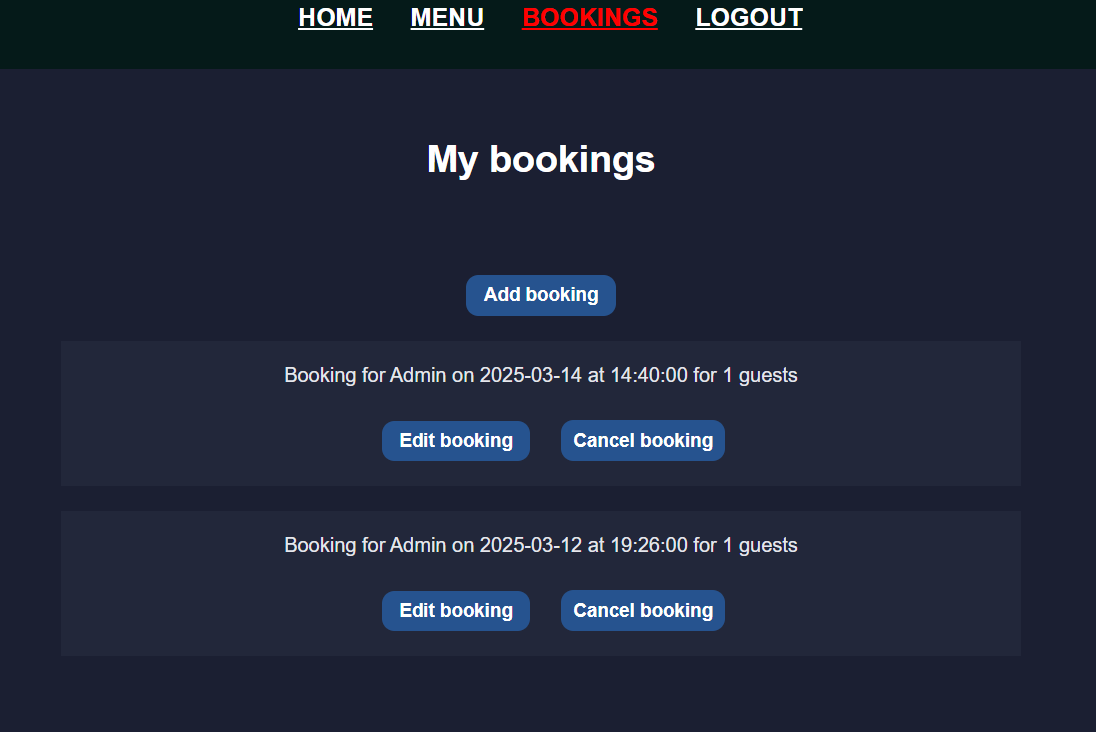 HOME MENU BOOKINGS LOGOUT
My bookings
Add booking
Booking for Admin on 2025-03-14 at 14:40:00 for 1 guests
Edit booking Cancel booking
Booking for Admin on 2025-03-12 at 19:26:00 for 1 guests
Edit booking Cancel booking